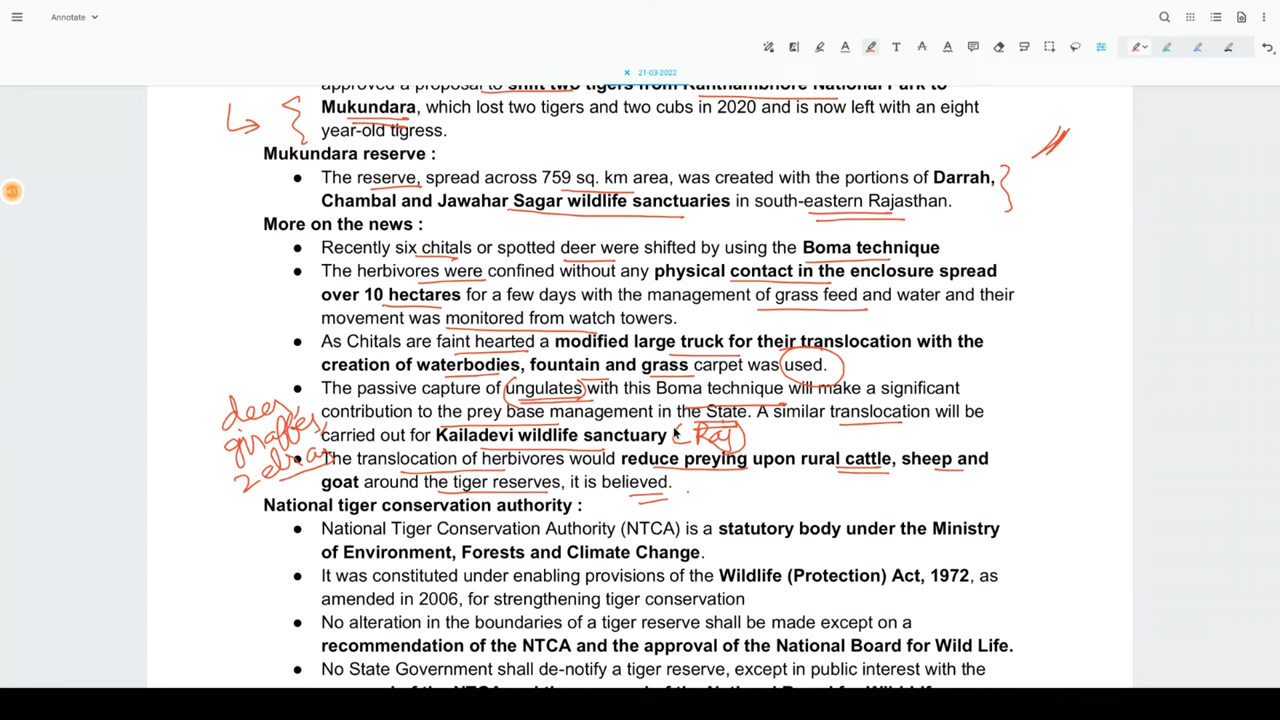 Annotate
21-03-2022
approved a proposal to shift two tigers from Ranthambhore National Park to
Mukundara, which lost two tigers and two cubs in 2020 and is now left with an eight
year-old tigress.
Mukundara reserve :
● The reserve, spread across 759 sq. km area, was created with the portions of Darrah,
Chambal and Jawahar Sagar wildlife sanctuaries in south-eastern Rajasthan.
More on the news :
● Recently six chitals or spotted deer were shifted by using the Boma technique
● The herbivores were confined without any physical contact in the enclosure spread
over 10 hectares for a few days with the management of grass feed and water and their
movement was monitored from watch towers.
● As Chitals are faint hearted a modified large truck for their translocation with the
creation of waterbodies, fountain and grass carpet was used.
● The passive capture of ungulates with this Boma technique will make a significant
contribution to the prey base management in the State. A similar translocation will be
carried out for Kailadevi wildlife sanctuary (Raj)
deer,
giraffes,
zebras
● The translocation of herbivores would reduce preying upon rural cattle, sheep and
goat around the tiger reserves, it is believed.
National tiger conservation authority :
● National Tiger Conservation Authority (NTCA) is a statutory body under the Ministry
of Environment, Forests and Climate Change.
● It was constituted under enabling provisions of the Wildlife (Protection) Act, 1972, as
amended in 2006, for strengthening tiger conservation
● No alteration in the boundaries of a tiger reserve shall be made except on a
recommendation of the NTCA and the approval of the National Board for Wild Life.
● No State Government shall de-notify a tiger reserve, except in public interest with the